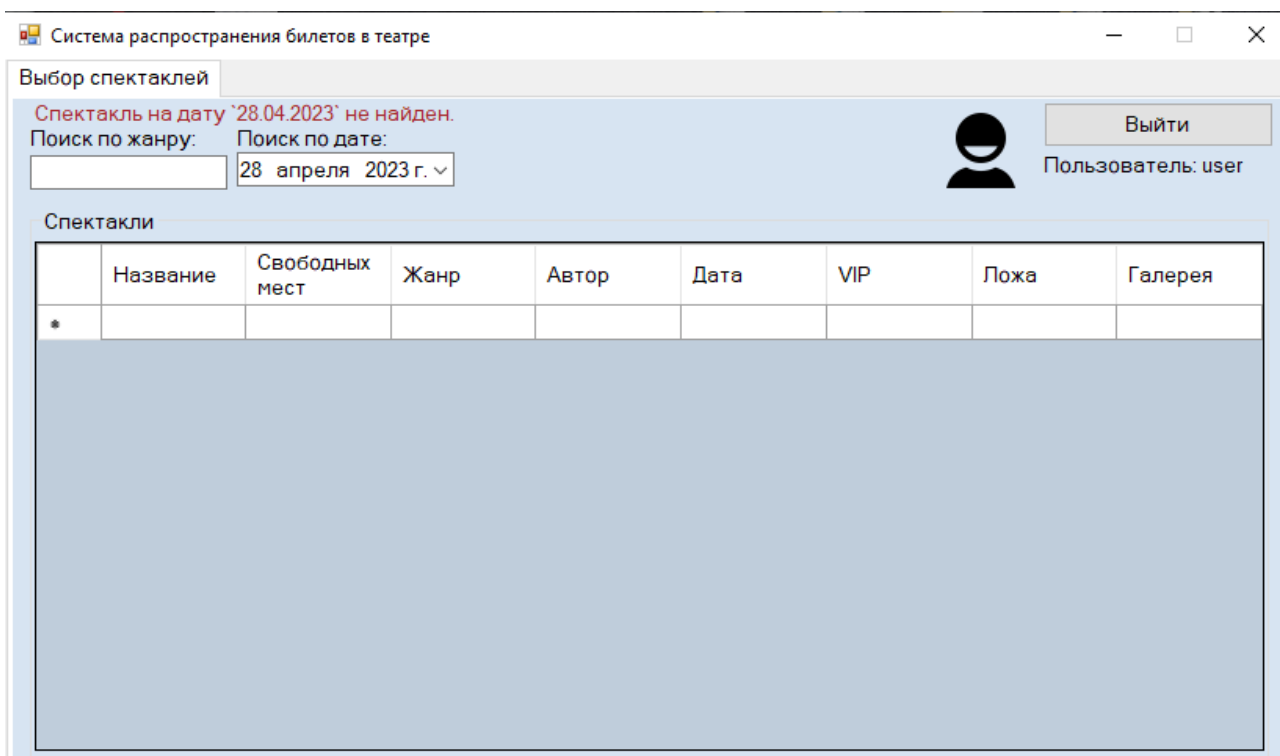 Система распространения билетов в театре
Выбор спектаклей
Спектакль на дату `28.04.2023` не найден.
Поиск по жанру: Поиск по дате:
28 апреля 2023 г.
Выйти
Пользователь: user
Спектакли
Название Свободных мест Жанр Автор Дата VIP Ложа Галерея
*